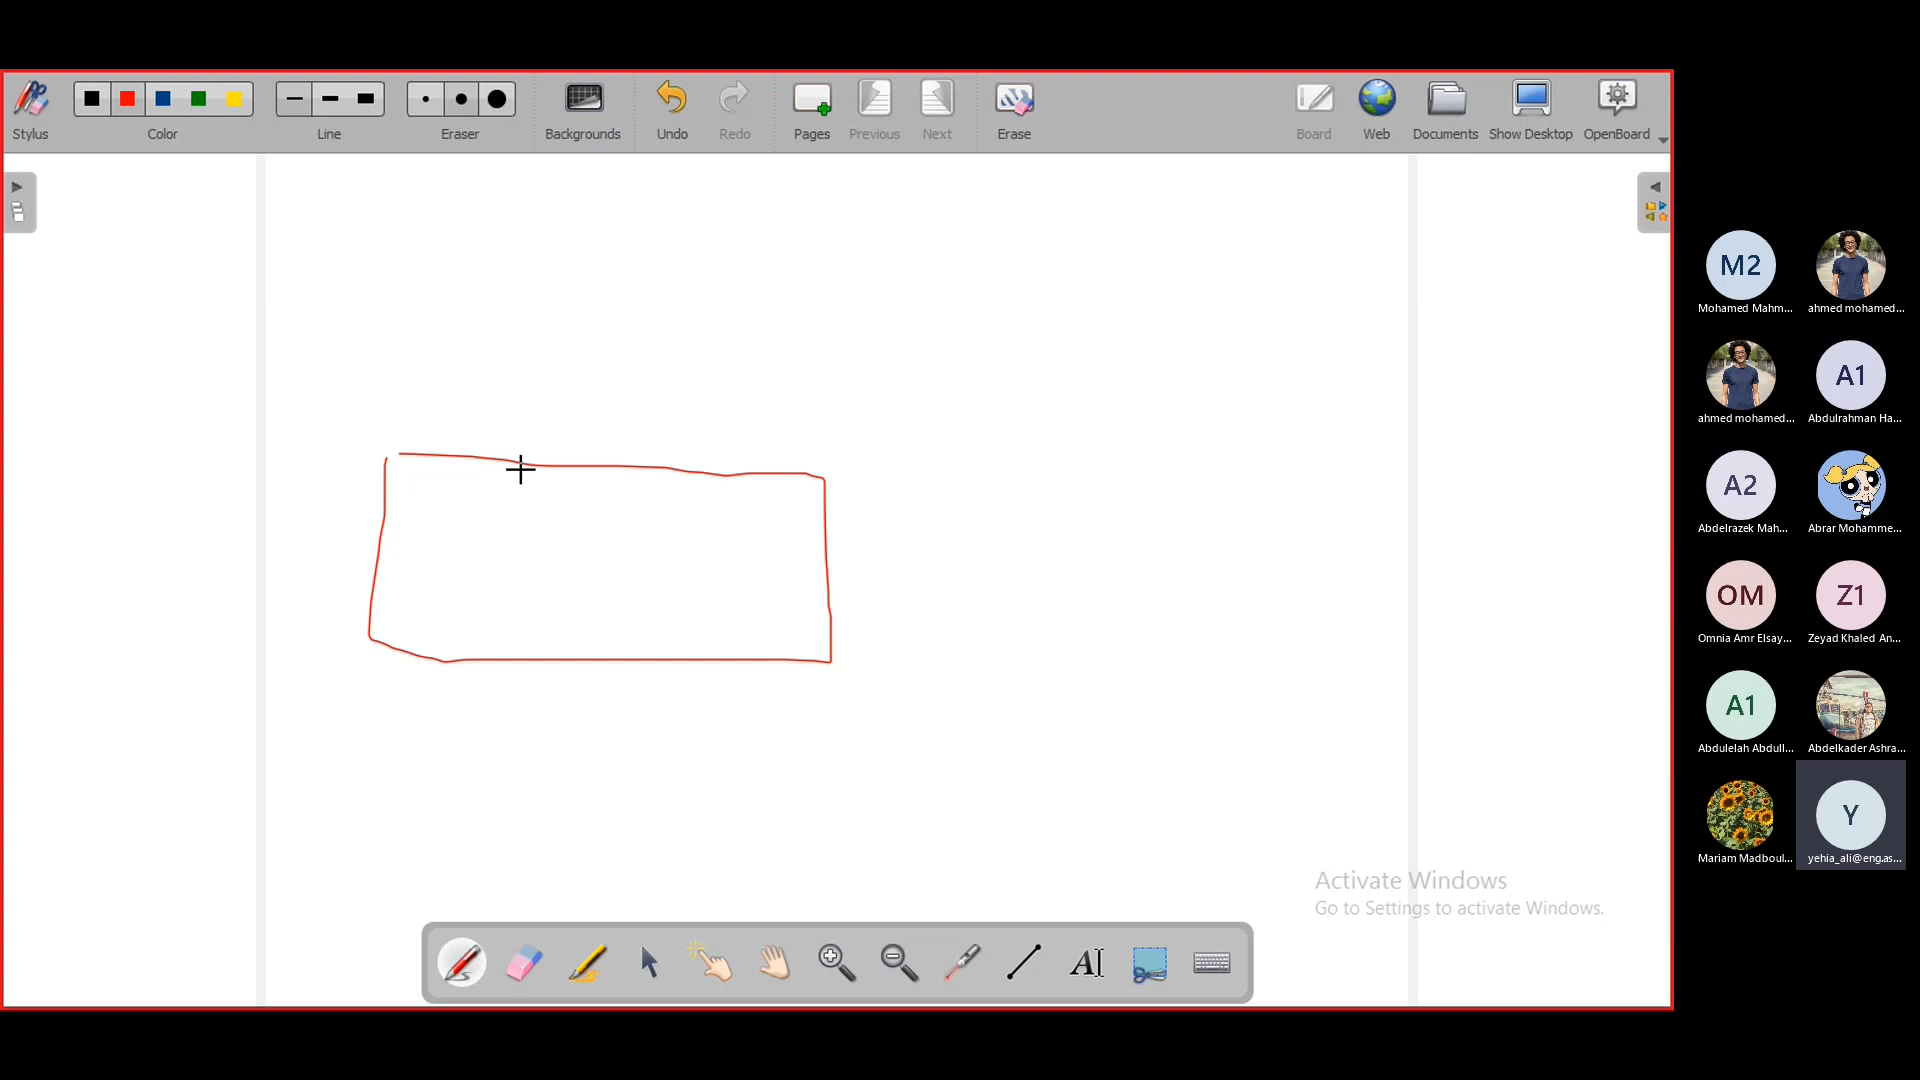 Stylus Color Line Eraser Backgrounds Undo Redo Pages Previous Next Erase Board Web Documents Show Desktop OpenBoard
M2
Mohamed Mahm... ahmed mohamed...
A1
ahmed mohamed... Abdulrahman Ha...
A2
Abdelrazek Mah... Abrar Mohamme...
OM Z1
Omnia Amr Elsay... Zeyad Khaled An...
A1
Abdulelah Abdull... Abdelkader Ashra...
Y
Mariam Madboul... yehia_ali@eng.as...
Activate Windows
Go to Settings to activate Windows.
A